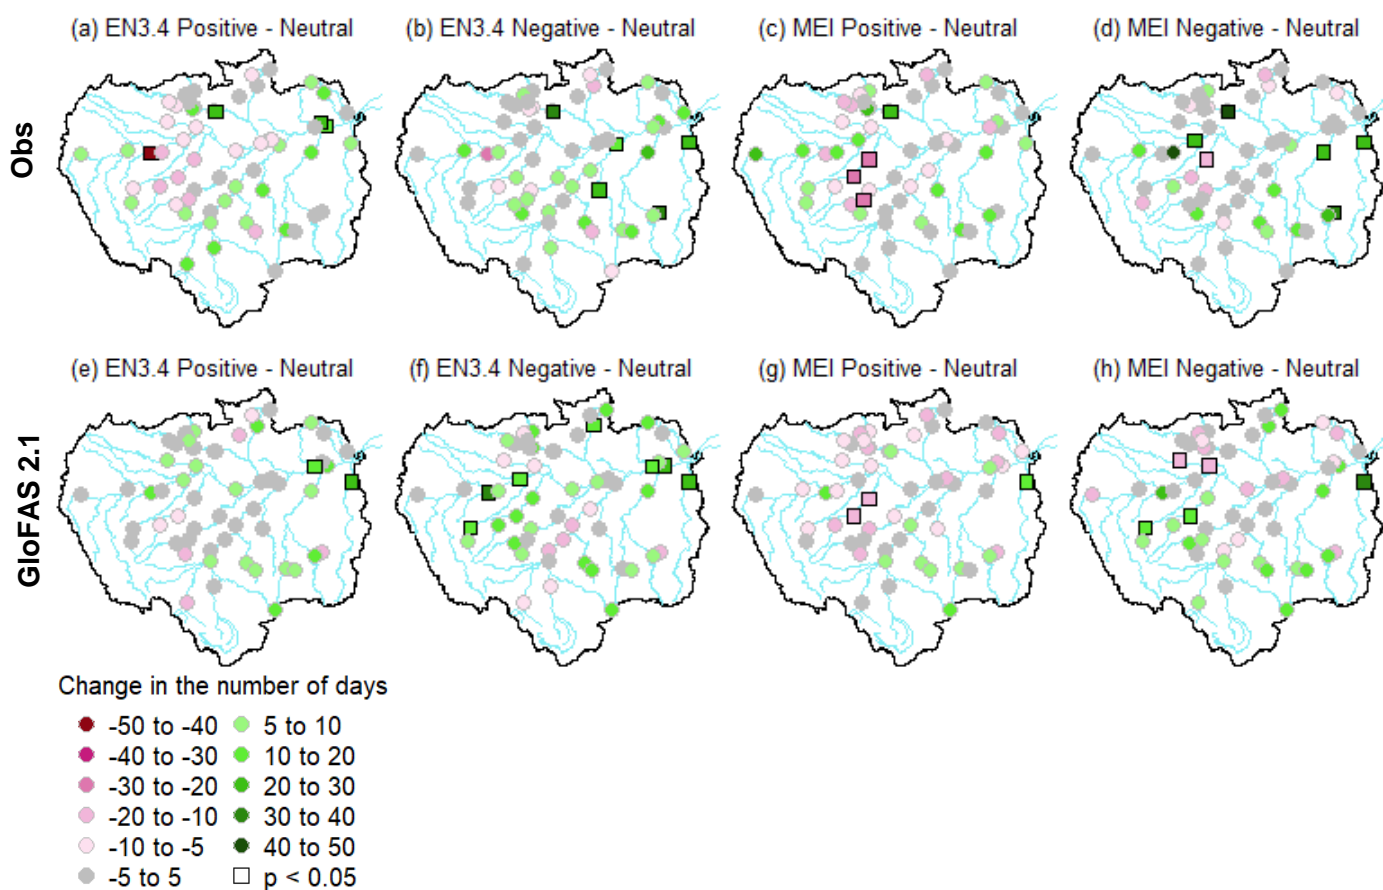 (a) EN3.4 Positive - Neutral
(b) EN3.4 Negative - Neutral
(c) MEI Positive - Neutral
(d) MEI Negative - Neutral
Obs
(e) EN3.4 Positive - Neutral
(f) EN3.4 Negative - Neutral
(g) MEI Positive - Neutral
(h) MEI Negative - Neutral
GloFAS 2.1
Change in the number of days
-50 to -40
-40 to -30
-30 to -20
-20 to -10
-10 to -5
-5 to 5
5 to 10
10 to 20
20 to 30
30 to 40
40 to 50
p < 0.05